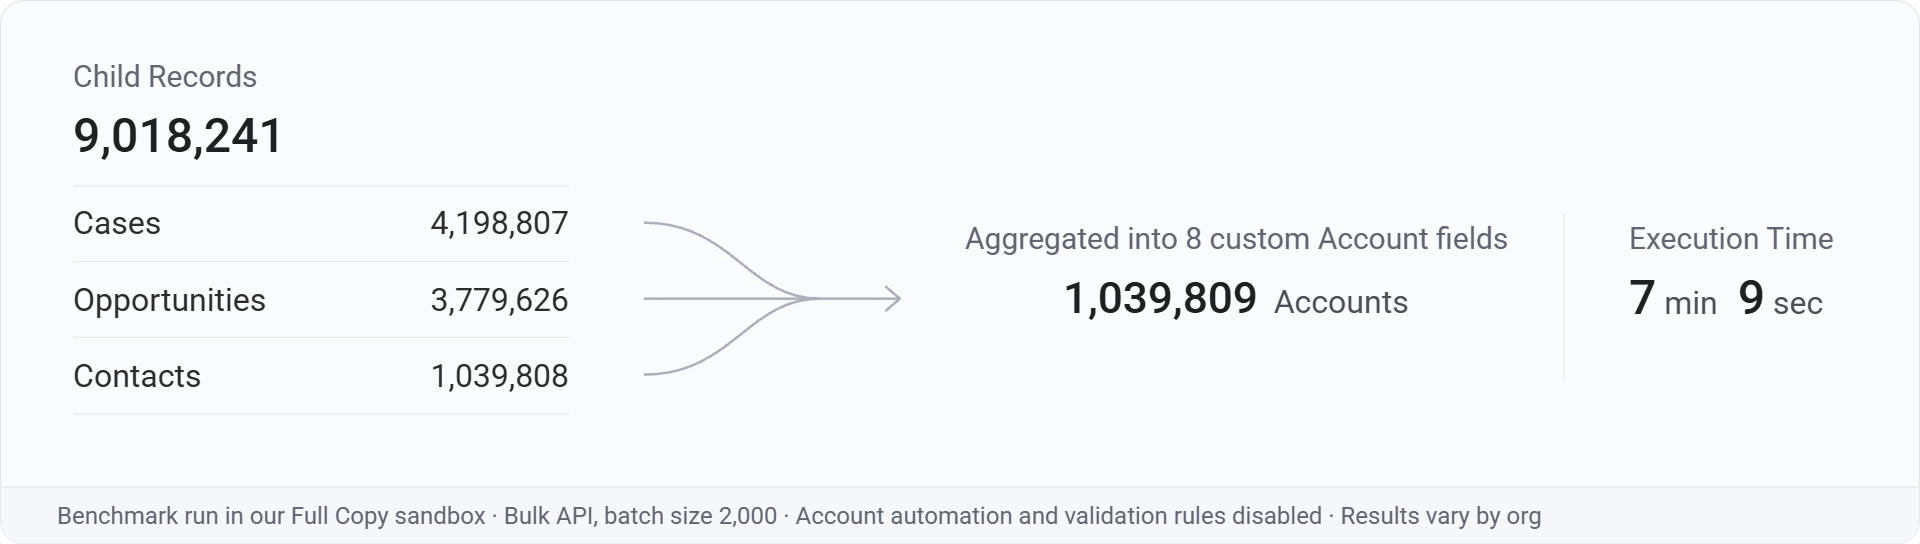 Child Records
9,018,241
Cases 4,198,807
Opportunities 3,779,626
Contacts 1,039,808
Aggregated into 8 custom Account fields
1,039,809 Accounts
Execution Time
7 min 9 sec
Benchmark run in our Full Copy sandbox · Bulk API, batch size 2,000 · Account automation and validation rules disabled · Results vary by org